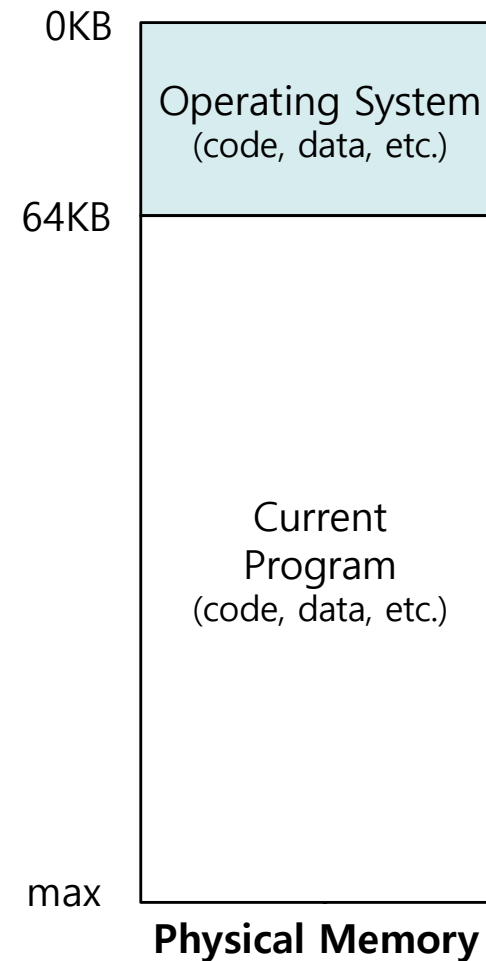 0KB
Operating System
(code, data, etc.)
64KB
Current
Program
(code, data, etc.)
max
Physical Memory